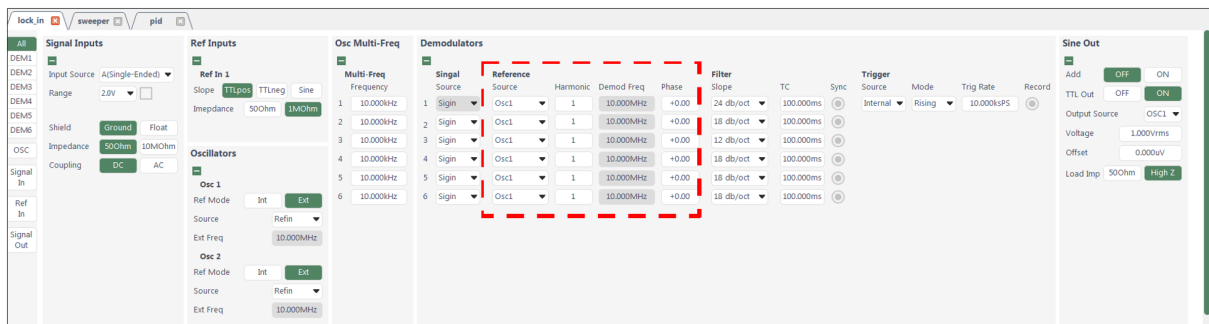 lock_in sweeper pid
All
DEM1
DEM2
DEM3
DEM4
DEM5
DEM6
OSC
Signal
In
Ref
In
Signal
Out
Signal Inputs
Input Source A(Single-Ended)
Range 2.0V
Shield Ground Float
Impedance 50Ohm 10MOhm
Coupling DC AC
Ref Inputs
Ref In 1
Slope TTLpos TTLneg Sine
Imepdance 50Ohm 1MOhm
Oscillators
Osc 1
Ref Mode Int Ext
Source Refin
Ext Freq 10.000MHz
Osc 2
Ref Mode Int Ext
Source Refin
Ext Freq 10.000MHz
Osc Multi-Freq
Multi-Freq
Frequency
1 10.000kHz
2 10.000kHz
3 10.000kHz
4 10.000kHz
5 10.000kHz
6 10.000kHz
Demodulators
Singal Reference Filter Trigger
Source Source Harmonic Demod Freq Phase Slope TC Sync Source Mode Trig Rate Record
1 Sigin Osc1 1 10.000MHz +0.00 24 db/oct 100.000ms Internal Rising 10.000kSPS
2 Sigin Osc1 1 10.000MHz +0.00 18 db/oct 100.000ms
3 Sigin Osc1 1 10.000MHz +0.00 12 db/oct 100.000ms
4 Sigin Osc1 1 10.000MHz +0.00 18 db/oct 100.000ms
5 Sigin Osc1 1 10.000MHz +0.00 18 db/oct 100.000ms
6 Sigin Osc1 1 10.000MHz +0.00 18 db/oct 100.000ms
Sine Out
Add OFF ON
TTL Out OFF ON
Output Source OSC1
Voltage 1.000Vrms
Offset 0.000uV
Load Imp 50Ohm High Z